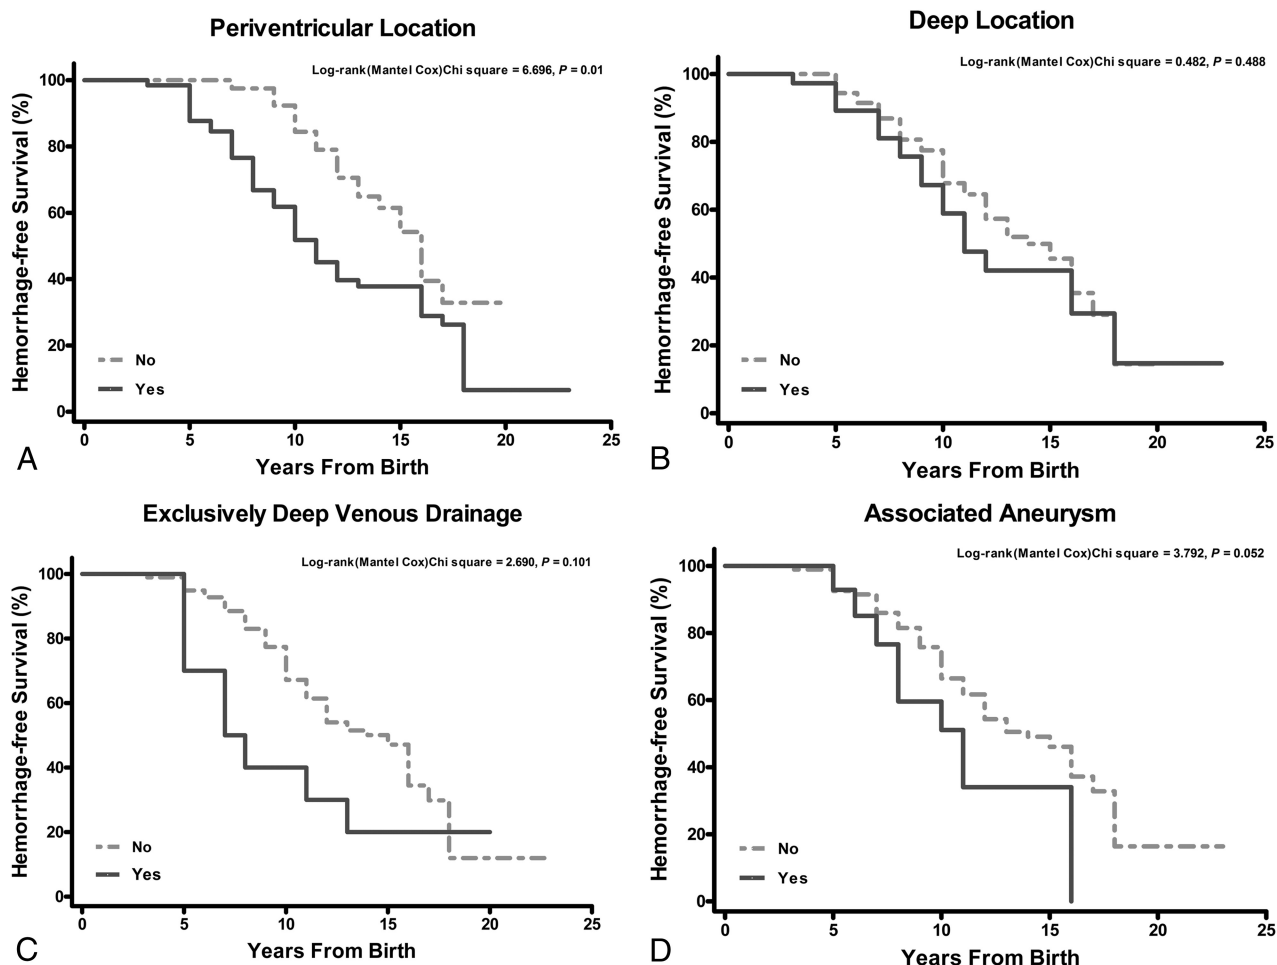 Periventricular Location
Log-rank(Mantel Cox)Chi square = 6.696, P = 0.01
Hemorrhage-free Survival (%)
100
80
60
40
20
0
No
Yes
0 5 10 15 20 25
Years From Birth
A
Deep Location
Log-rank(Mantel Cox)Chi square = 0.482, P = 0.488
Hemorrhage-free Survival (%)
100
80
60
40
20
0
No
Yes
0 5 10 15 20 25
Years From Birth
B
Exclusively Deep Venous Drainage
Log-rank(Mantel Cox)Chi square = 2.690, P = 0.101
Hemorrhage-free Survival (%)
100
80
60
40
20
0
No
Yes
0 5 10 15 20 25
Years From Birth
C
Associated Aneurysm
Log-rank(Mantel Cox)Chi square = 3.792, P = 0.052
Hemorrhage-free Survival (%)
100
80
60
40
20
0
No
Yes
0 5 10 15 20 25
Years From Birth
D